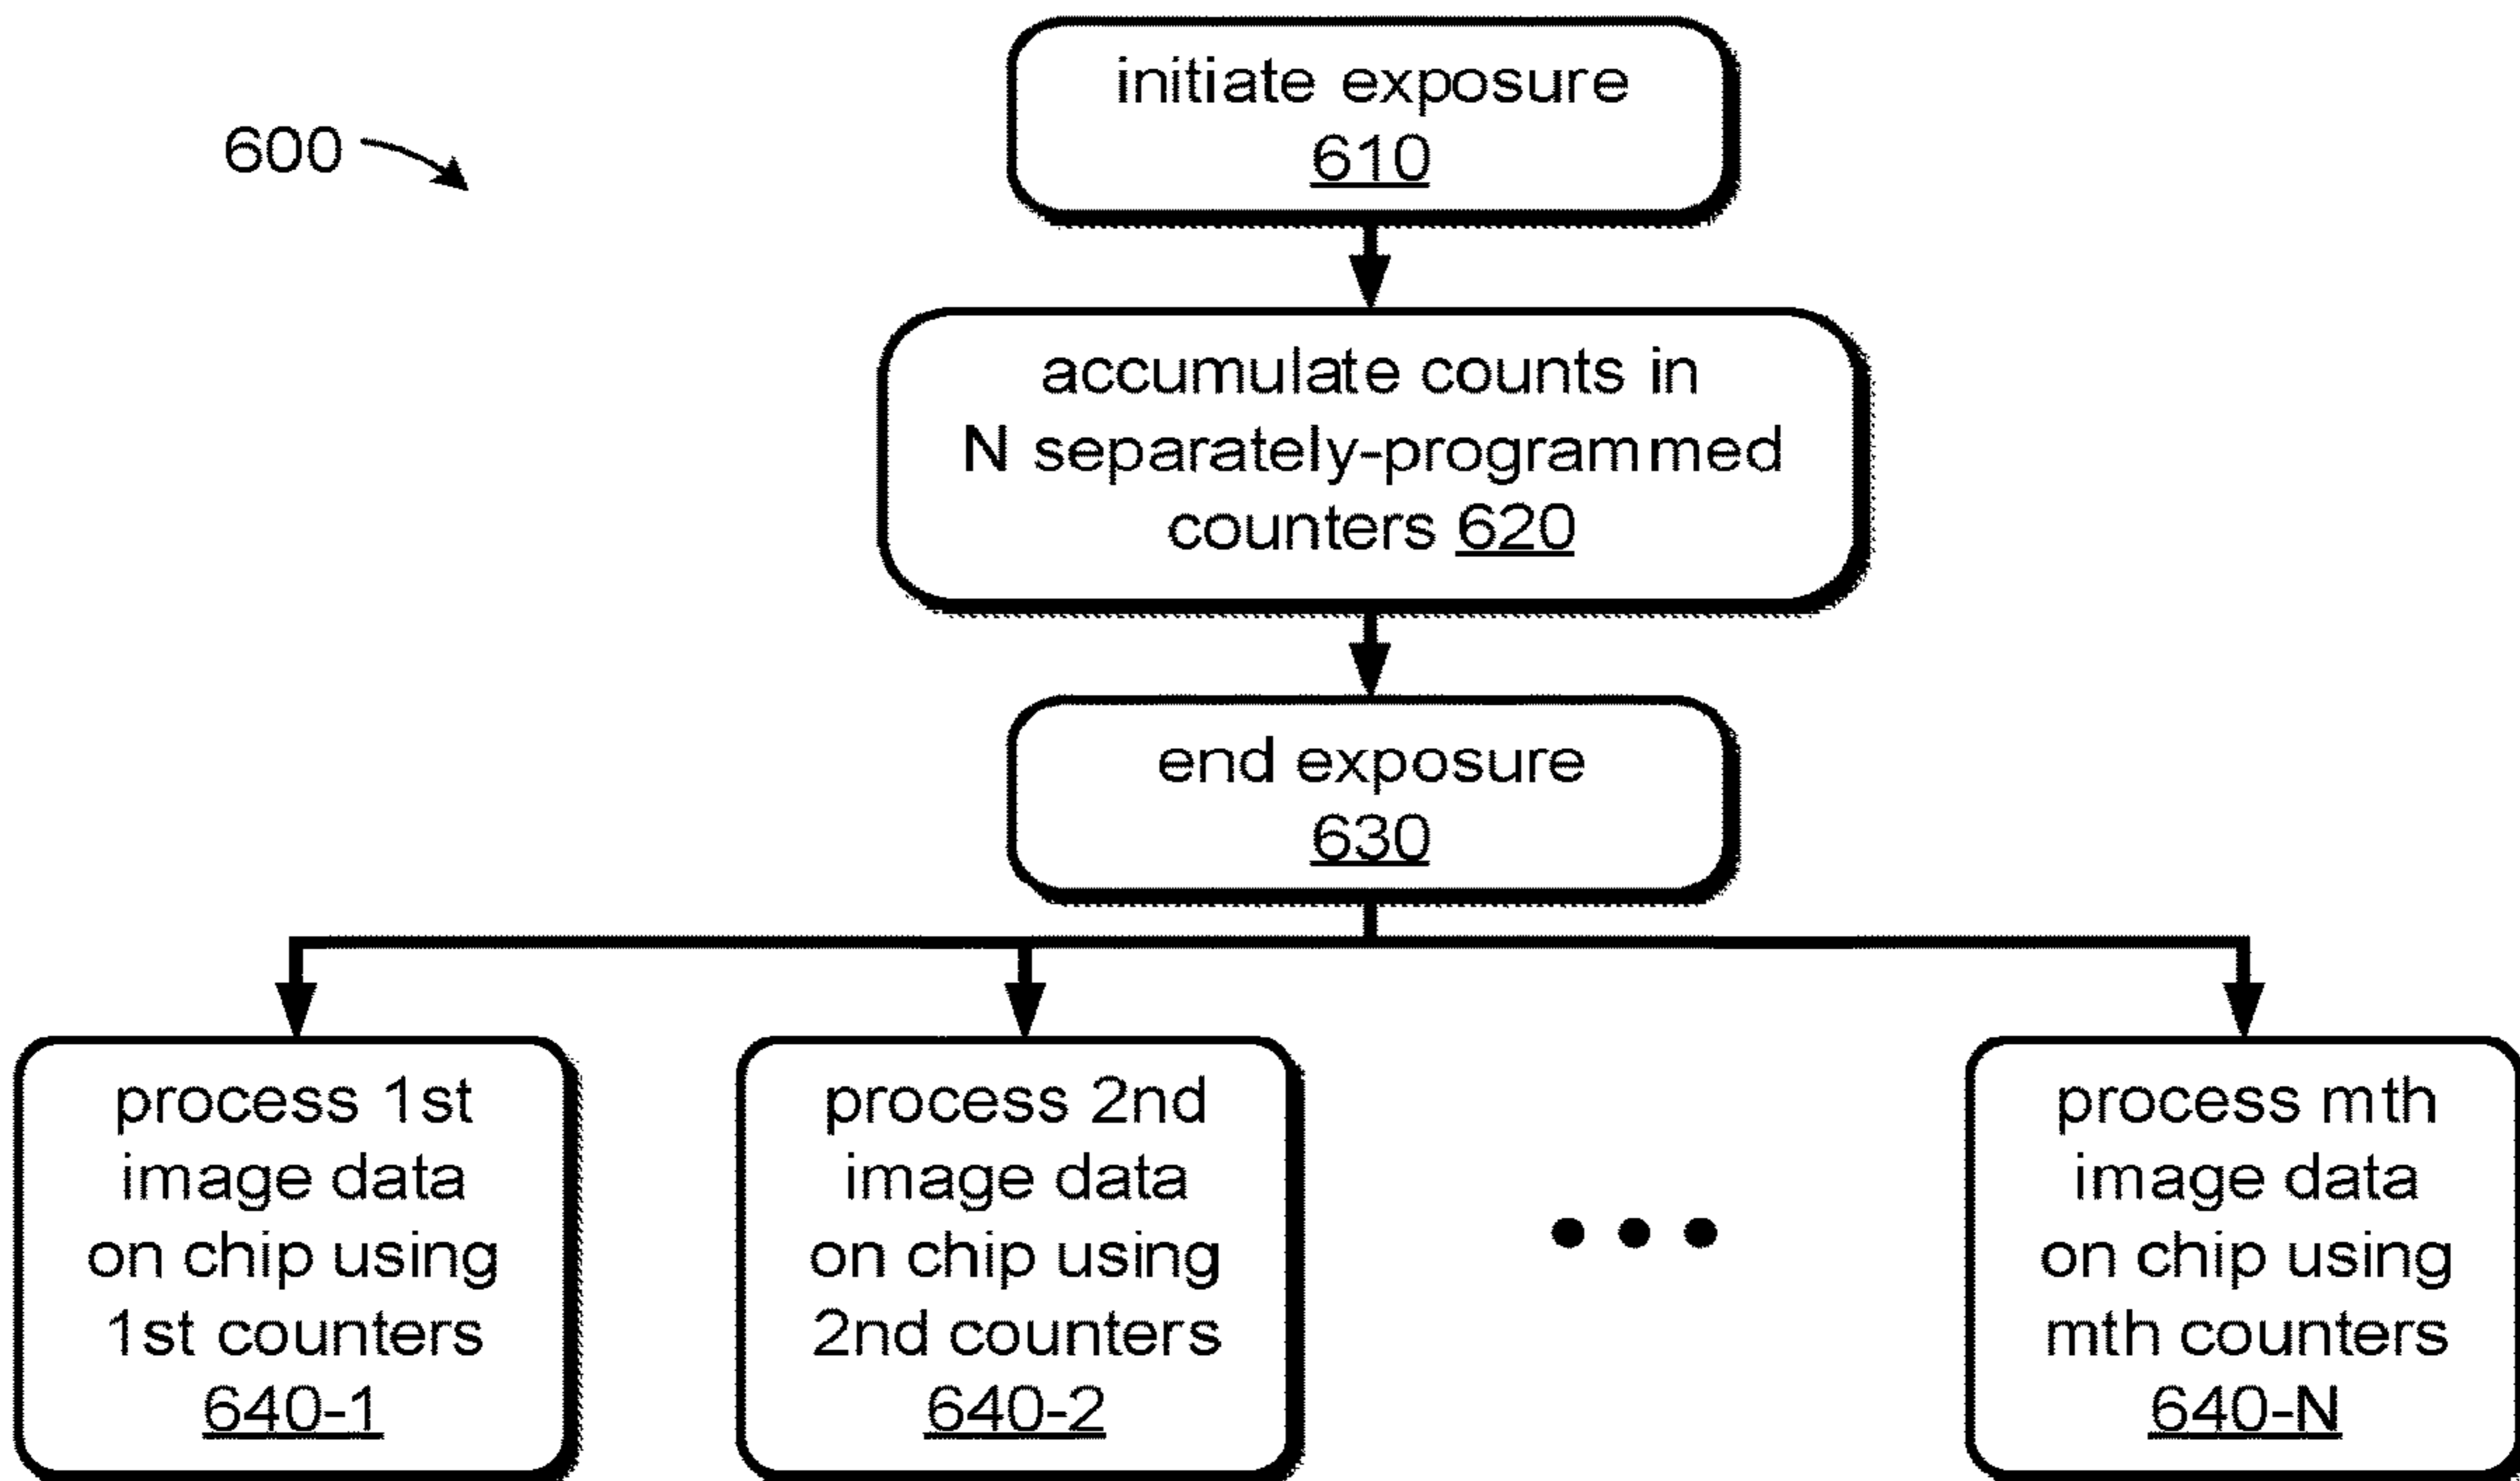 600
initiate exposure
610
accumulate counts in
N separately-programmed
counters 620
end exposure
630
process 1st
image data
on chip using
1st counters
640-1
process 2nd
image data
on chip using
2nd counters
640-2
process mth
image data
on chip using
mth counters
640-N